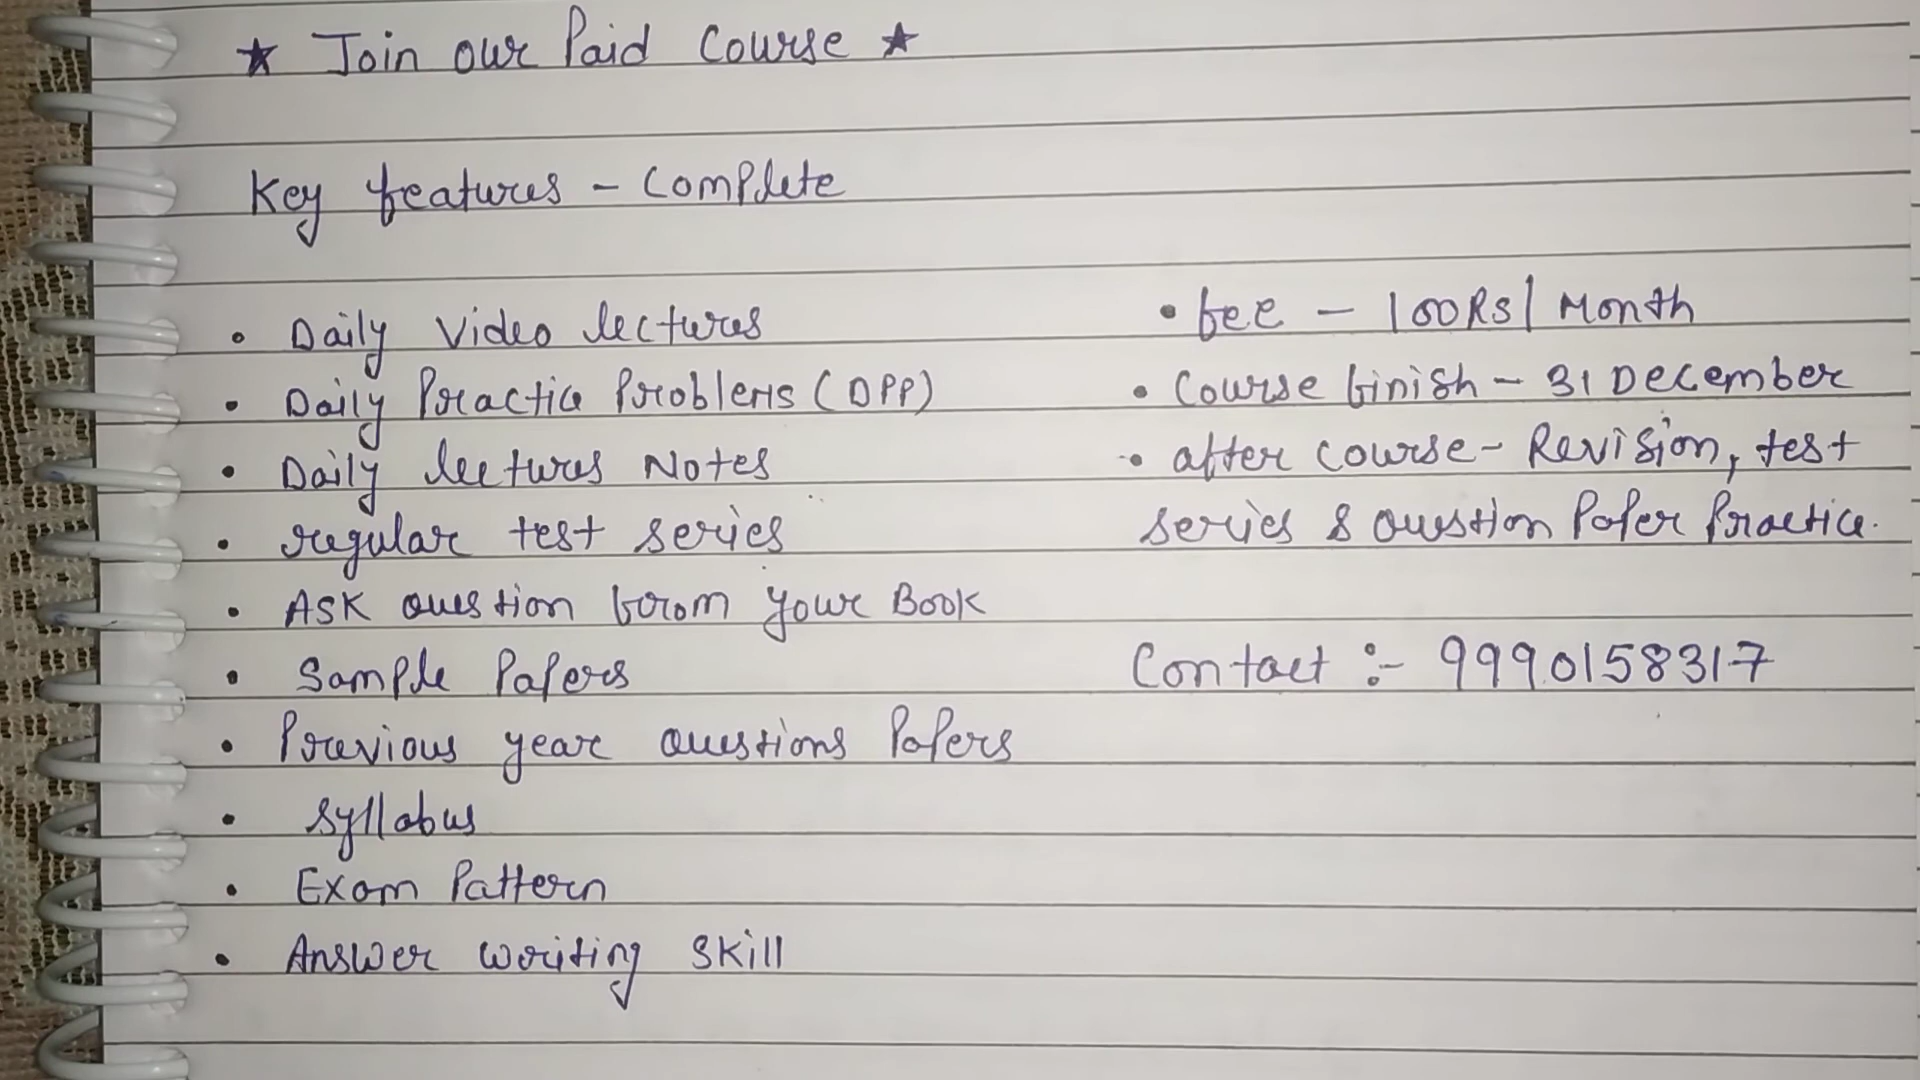 ★ Join our Paid Course ★
Key features - Complete
• Daily Video lectures
• Daily Practice Problems (DPP)
• Daily lectures Notes
• regular test series
• ASK question from your Book
• Sample Papers
• Previous year questions Papers
• syllabus
• Exam Pattern
• Answer writing skill
• fee - 100RS/Month
• Course finish - 31 December
• after course - Revision, test
series & Question Paper Practice.
Contact :- 9990158317